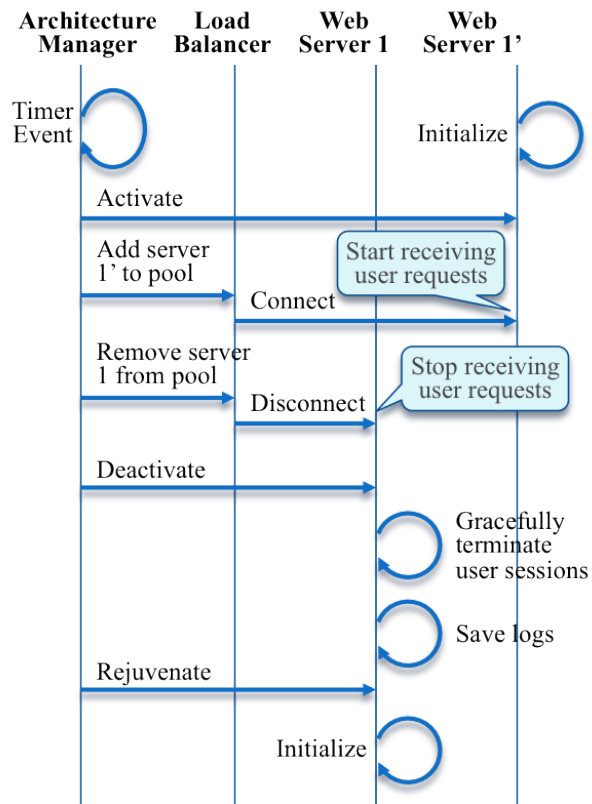 Architecture
Manager
Load
Balancer
Web
Server 1
Web
Server 1’
Timer
Event
Initialize
Activate
Add server
1’ to pool
Start receiving
user requests
Connect
Remove server
1 from pool
Stop receiving
user requests
Disconnect
Deactivate
Gracefully
terminate
user sessions
Save logs
Rejuvenate
Initialize